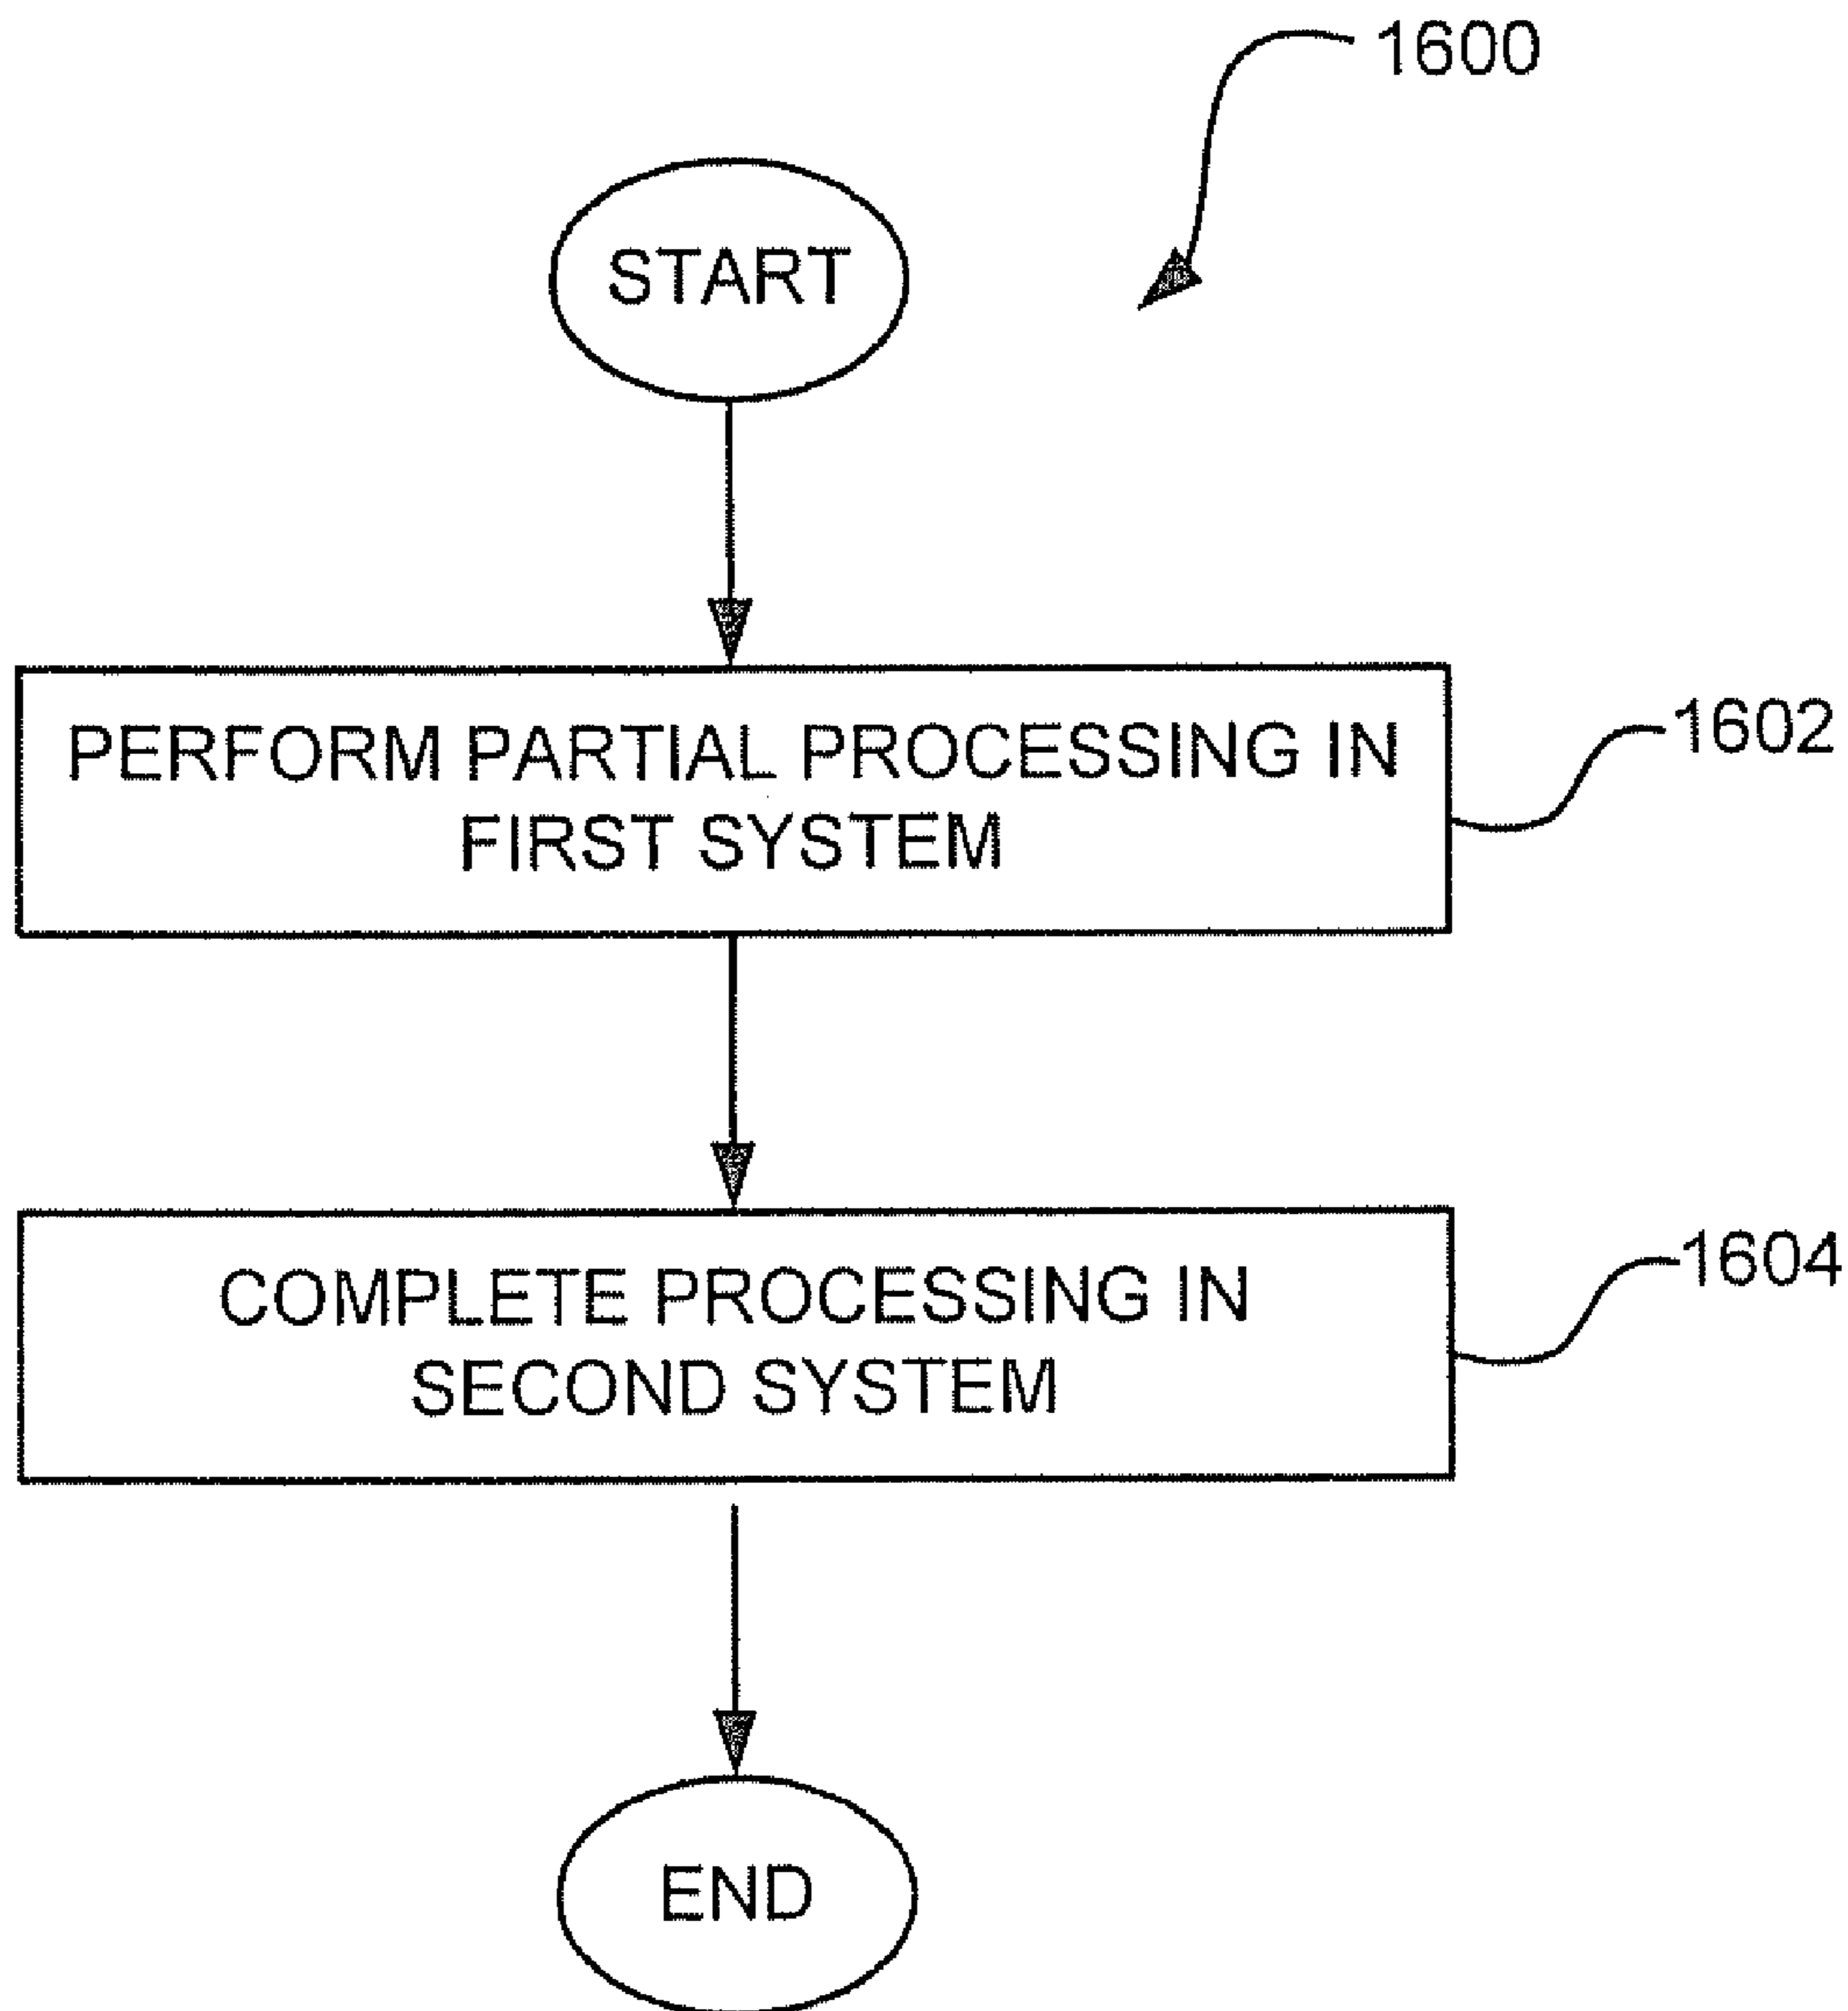 1600
START
PERFORM PARTIAL PROCESSING IN
FIRST SYSTEM
1602
COMPLETE PROCESSING IN
SECOND SYSTEM
1604
END